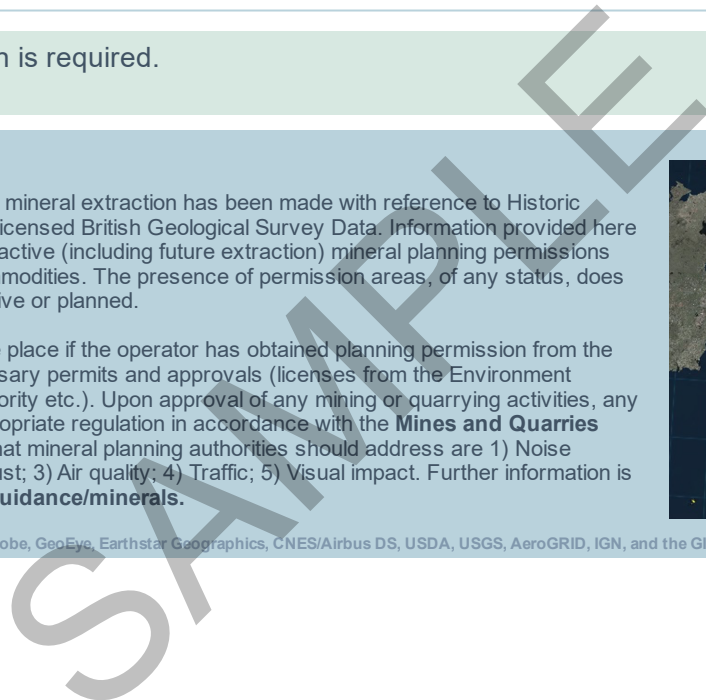 n is required.
mineral extraction has been made with reference to Historic
icensed British Geological Survey Data. Information provided here
active (including future extraction) mineral planning permissions
nmodities. The presence of permission areas, of any status, does
ive or planned.
e place if the operator has obtained planning permission from the
sary permits and approvals (licenses from the Environment
ority etc.). Upon approval of any mining or quarrying activities, any
opriate regulation in accordance with the Mines and Quarries
hat mineral planning authorities should address are 1) Noise
ust; 3) Air quality; 4) Traffic; 5) Visual impact. Further information is
uidance/minerals.
obe, GeoEye, Earthstar Geographics, CNES/Airbus DS, USDA, USGS, AeroGRID, IGN, and the GI
SAMPLE